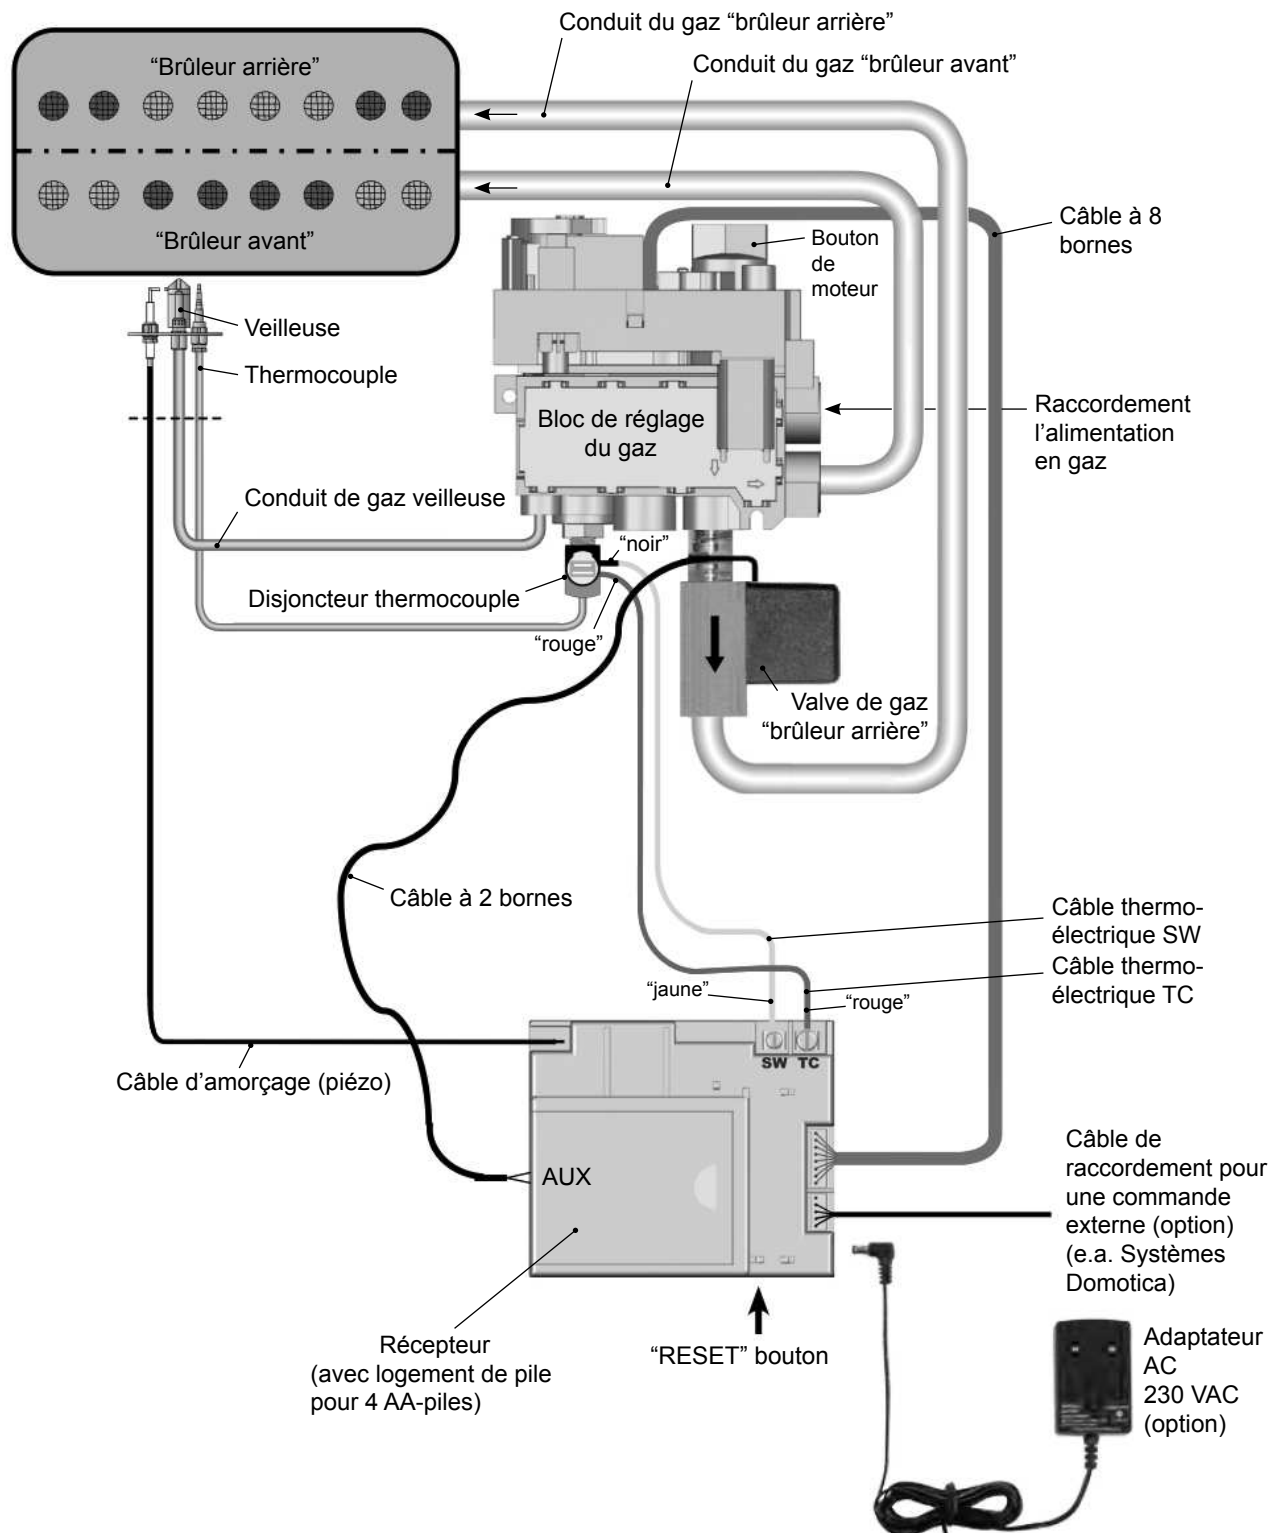 Conduit du gaz “brûleur arrière”
Conduit du gaz “brûleur avant”
“Brûleur arrière”
“Brûleur avant”
Câble à 8
bornes
Bouton
de
moteur
Veilleuse
Thermocouple
Bloc de réglage
du gaz
Raccordement
l’alimentation
en gaz
Conduit de gaz veilleuse
“noir”
Disjoncteur thermocouple
“rouge”
Valve de gaz
“brûleur arrière”
Câble à 2 bornes
Câble thermo-
électrique SW
Câble thermo-
électrique TC
“jaune”
“rouge”
SW TC
Câble d’amorçage (piézo)
AUX
Câble de
raccordement pour
une commande
externe (option)
(e.a. Systèmes
Domotica)
Récepteur
(avec logement de pile
pour 4 AA-piles)
“RESET” bouton
Adaptateur
AC
230 VAC
(option)